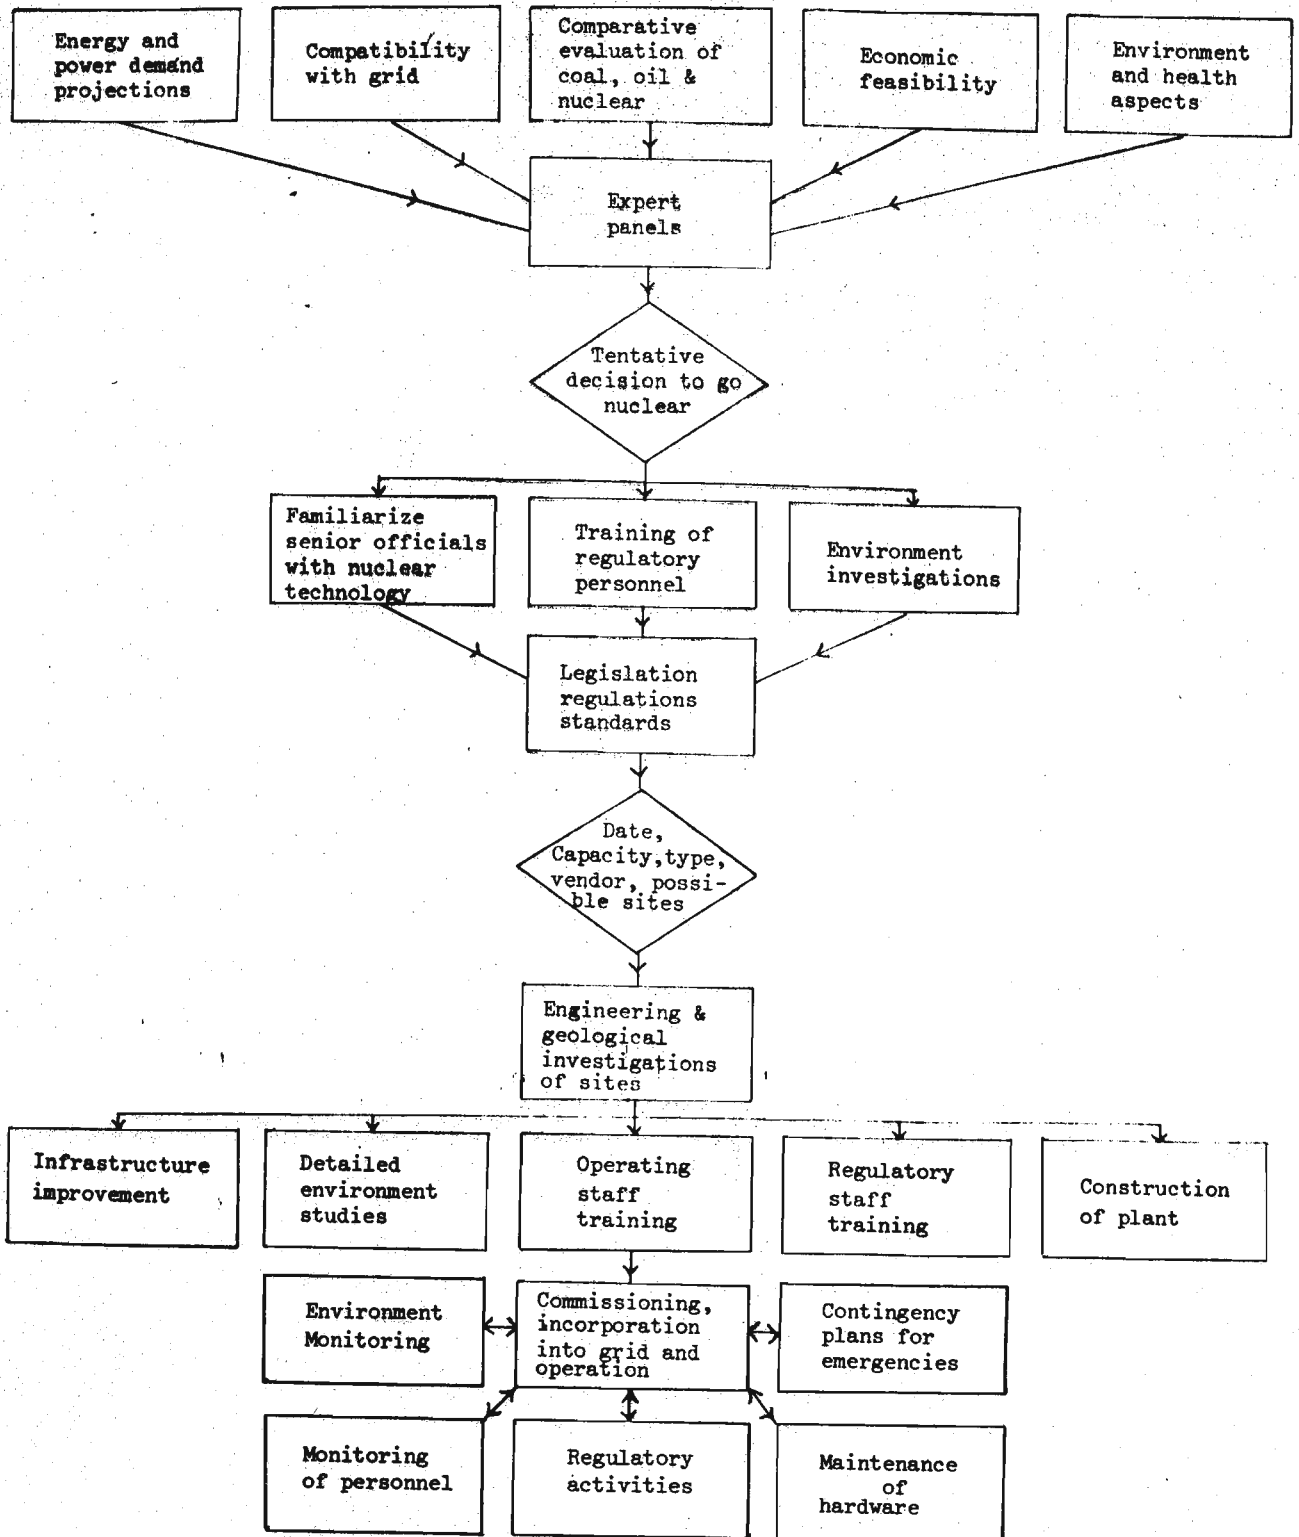 Energy and
power demand
projections
Compatibility
with grid
Comparative
evaluation of
coal, oil &
nuclear
Economic
feasibility
Environment
and health
aspects
Expert
panels
Tentative
decision to go
nuclear
Familiarize
senior officials
with nuclear
technology
Training of
regulatory
personnel
Environment
investigations
Legislation
regulations
standards
Date,
Capacity,type,
vendor, possi-
ble sites
Engineering &
geological
investigations
of sites
Infrastructure
improvement
Detailed
environment
studies
Operating
staff
training
Regulatory
staff
training
Construction
of plant
Environment
Monitoring
Commissioning,
incorporation
into grid and
operation
Contingency
plans for
emergencies
Monitoring
of personnel
Regulatory
activities
Maintenance
of
hardware